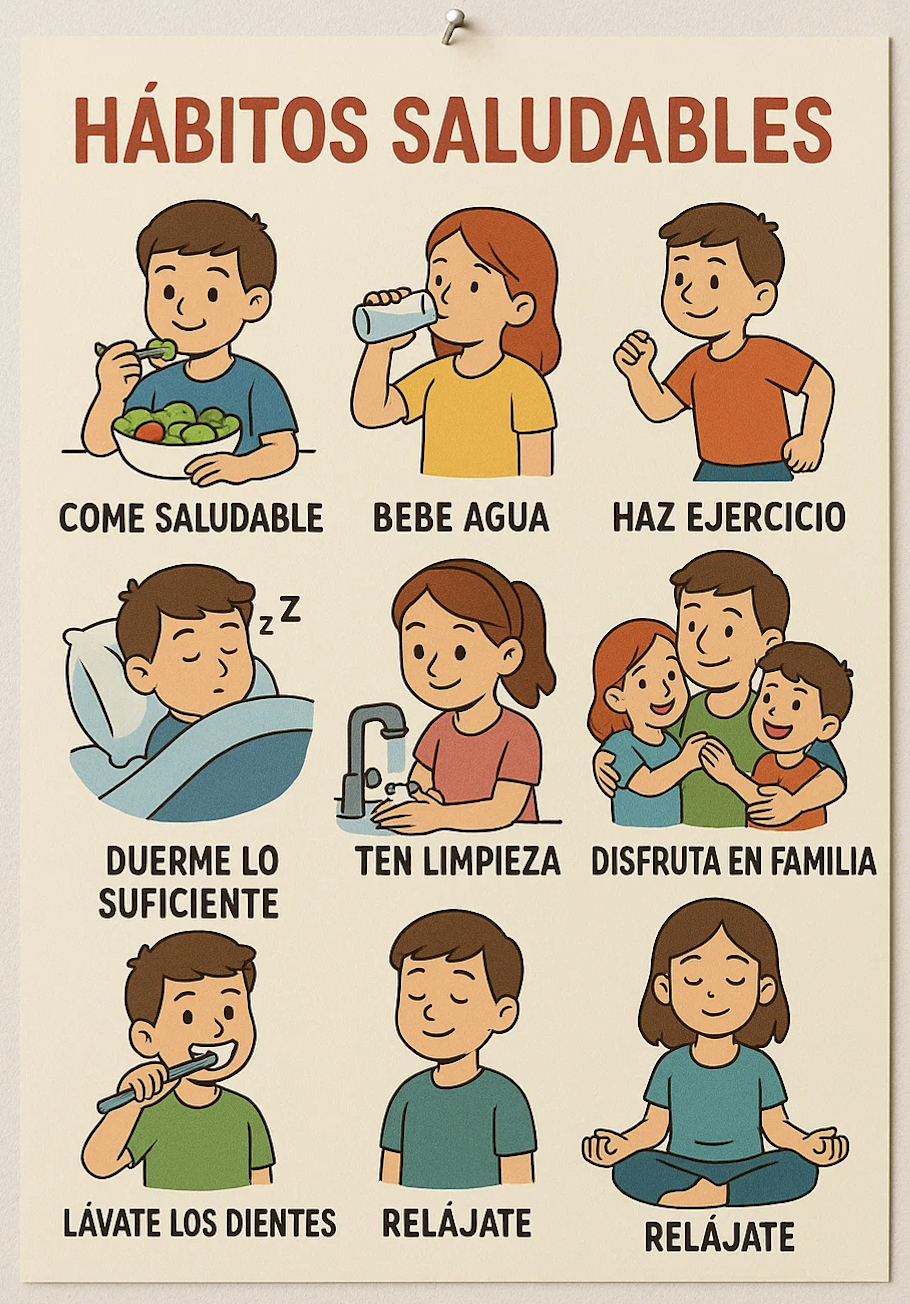 HÁBITOS SALUDABLES
COME SALUDABLE
BEBE AGUA
HAZ EJERCICIO
z Z
DUERME LO
SUFICIENTE
TEN LIMPIEZA
DISFRUTA EN FAMILIA
LÁVATE LOS DIENTES
RELÁJATE
RELÁJATE